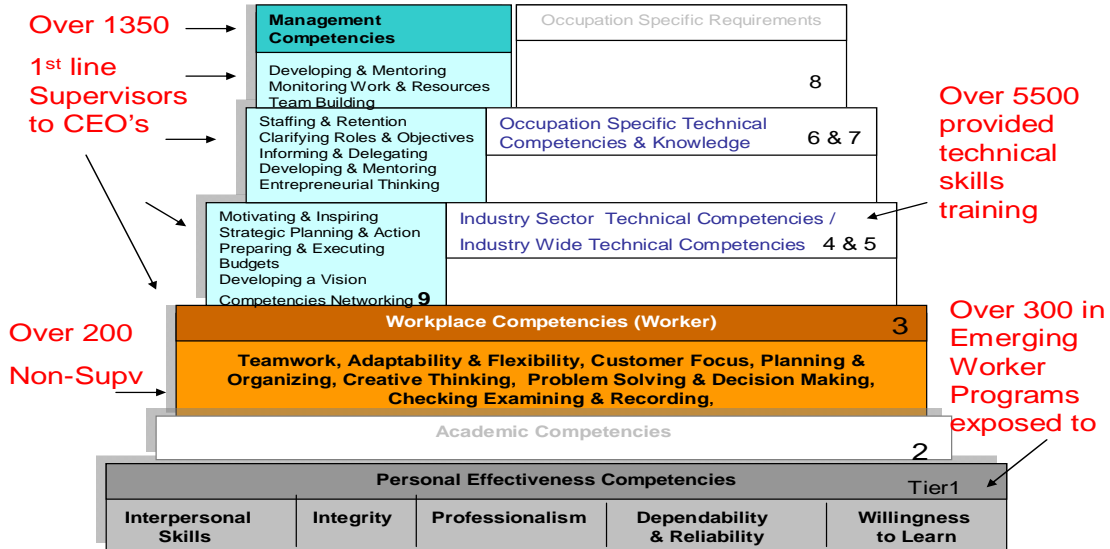 Over 1350
1st line
Supervisors
to CEO's
Over 200
Non-Supv
Management
Competencies
Developing & Mentoring
Monitoring Work & Resources
Team Building
Staffing & Retention
Clarifying Roles & Objectives
Informing & Delegating
Developing & Mentoring
Entrepreneurial Thinking
Motivating & Inspiring
Strategic Planning & Action
Preparing & Executing
Budgets
Developing a Vision
Competencies Networking 9
Occupation Specific Requirements
8
Occupation Specific Technical
Competencies & Knowledge 6 & 7
Industry Sector Technical Competencies /
Industry Wide Technical Competencies 4 & 5
Over 5500
provided
technical
skills
training
Workplace Competencies (Worker) 3
Teamwork, Adaptability & Flexibility, Customer Focus, Planning &
Organizing, Creative Thinking, Problem Solving & Decision Making,
Checking Examining & Recording,
Over 300 in
Emerging
Worker
Programs
exposed to
Academic Competencies
2
Personal Effectiveness Competencies
Tier1
Interpersonal
Skills
Integrity
Professionalism
Dependability
& Reliability
Willingness
to Learn